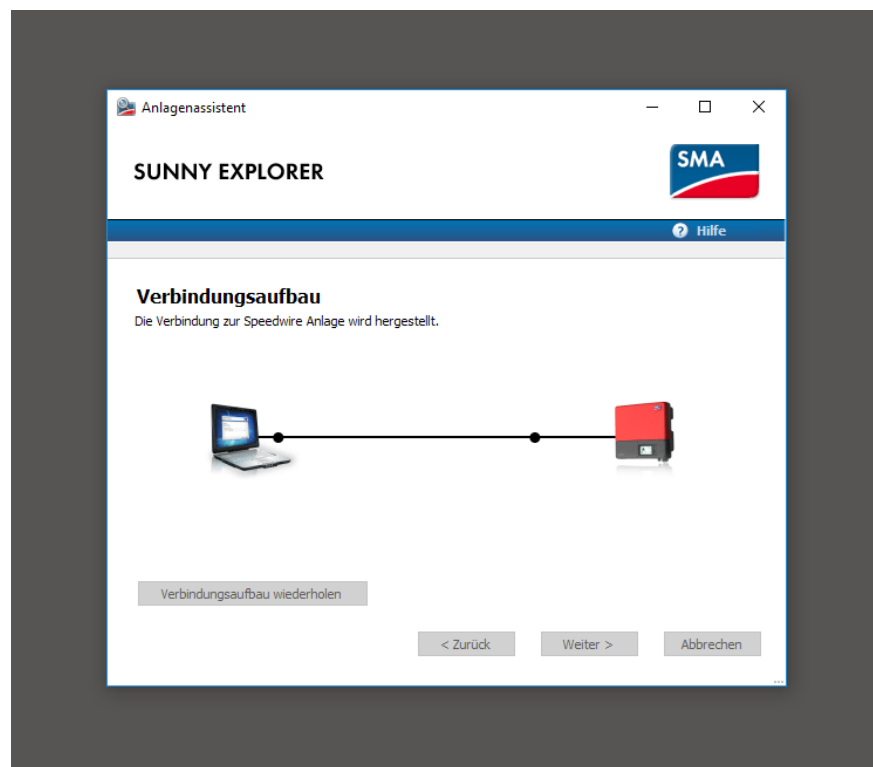 Anlagenassistent
SUNNY EXPLORER
SMA
? Hilfe
Verbindungsaufbau
Die Verbindung zur Speedwire Anlage wird hergestellt.
Verbindungsaufbau wiederholen
< Zurück
Weiter >
Abbrechen